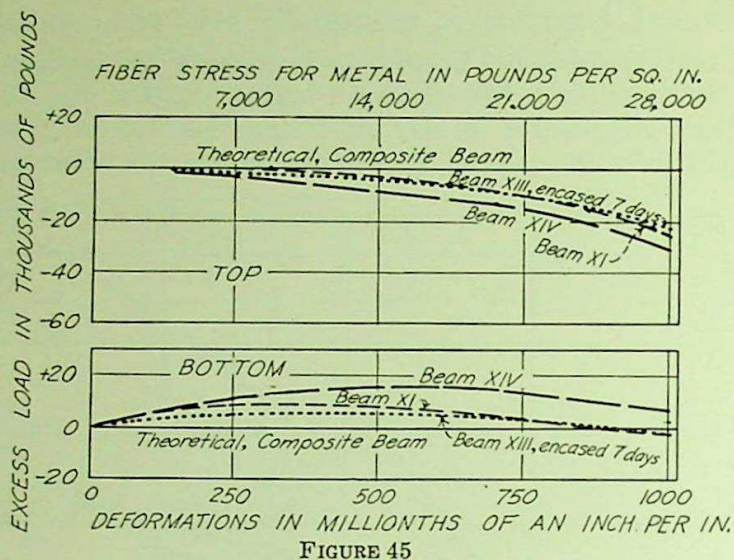 EXCESS LOAD IN THOUSANDS OF POUNDS
FIBER STRESS FOR METAL IN POUNDS PER SQ. IN.
7,000 14,000 21.000 28,000
+20
0
-20
-40
-60
Theoretical, Composite Beam
Beam XIII, encased 7 days
Beam XIV
Beam XI
TOP
+20
0
-20
BOTTOM
Beam XIV
Beam XI
Theoretical, Composite Beam
Beam XIII, encased 7 days
0 250 500 750 1000
DEFORMATIONS IN MILLIONTHS OF AN INCH PER IN.
FIGURE 45